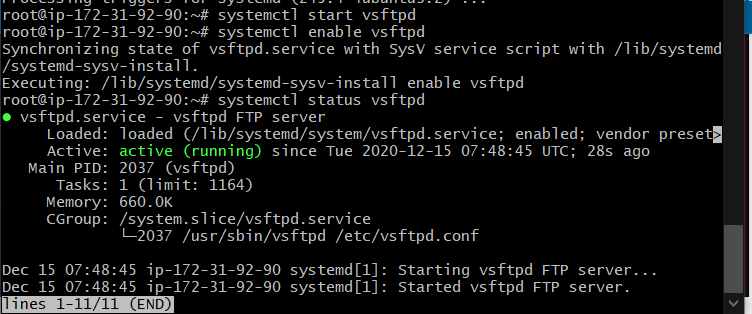 root@ip-172-31-92-90:~# systemctl start vsftpd
root@ip-172-31-92-90:~# systemctl enable vsftpd
Synchronizing state of vsftpd.service with SysV service script with /lib/systemd
/systemd-sysv-install.
Executing: /lib/systemd/systemd-sysv-install enable vsftpd
root@ip-172-31-92-90:~# systemctl status vsftpd
● vsftpd.service - vsftpd FTP server
     Loaded: loaded (/lib/systemd/system/vsftpd.service; enabled; vendor preset>
     Active: active (running) since Tue 2020-12-15 07:48:45 UTC; 28s ago
   Main PID: 2037 (vsftpd)
      Tasks: 1 (limit: 1164)
     Memory: 660.0K
     CGroup: /system.slice/vsftpd.service
             └─2037 /usr/sbin/vsftpd /etc/vsftpd.conf

Dec 15 07:48:45 ip-172-31-92-90 systemd[1]: Starting vsftpd FTP server...
Dec 15 07:48:45 ip-172-31-92-90 systemd[1]: Started vsftpd FTP server.
lines 1-11/11 (END)